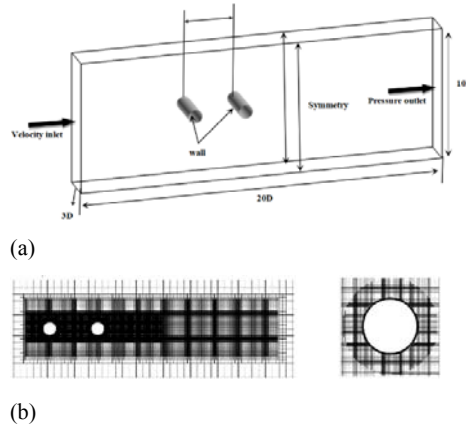 10
Symmetry
Pressure outlet
Velocity inlet
wall
20D
3D
(a)
(b)